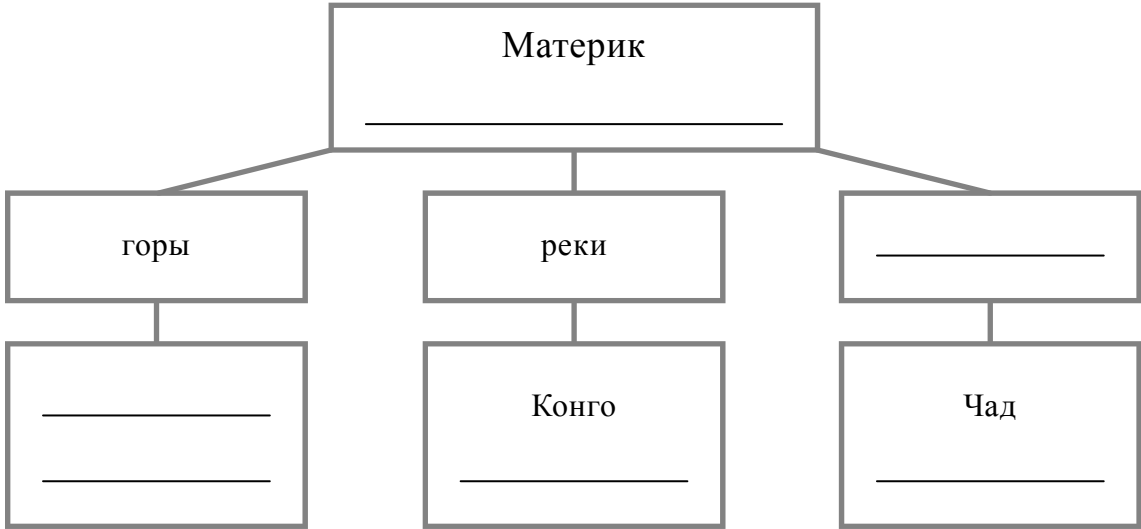 Материк
горы
реки
Конго
Чад